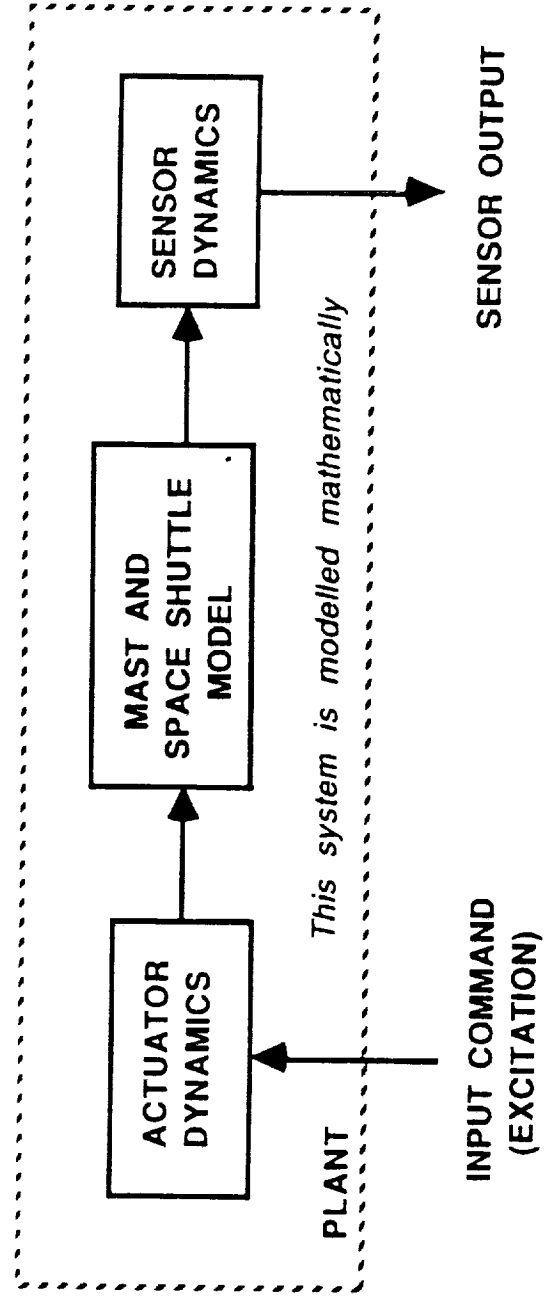 ACTUATOR
DYNAMICS
MAST AND
SPACE SHUTTLE
MODEL
SENSOR
DYNAMICS
This system is modelled mathematically
PLANT
INPUT COMMAND
(EXCITATION)
SENSOR OUTPUT